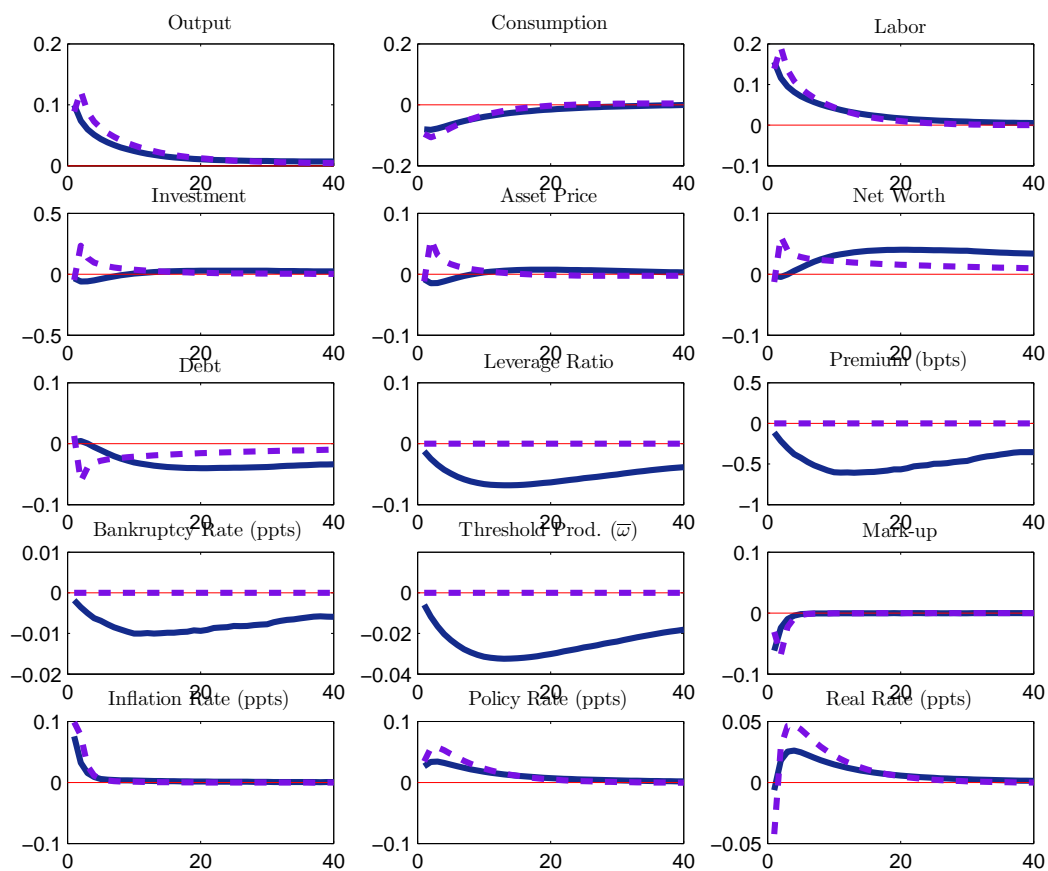 Output Consumption Labor
0.2 0 0.2
0.1 0.1
0 −0.2 0
−0.1
0 20 40 0 20 40 0 20 40
Investment Asset Price Net Worth
0.5 0.1 0.1
0 0 0
−0.5 −0.1 −0.1
0 20 40 0 20 40 0 20 40
Debt Leverage Ratio Premium (bpts)
0.1 0.1 0.5
0 0 0
−0.5
−0.1 −0.1 −1
0 20 40 0 20 40 0 20 40
Bankruptcy Rate (ppts) Threshold Prod. (ω̅) Mark-up
0.01 0.1
0 0 0
−0.01 −0.02
−0.02 −0.04 −0.1
0 20 40 0 20 40 0 20 40
Inflation Rate (ppts) Policy Rate (ppts) Real Rate (ppts)
0.1 0.1 0.05
0 0 0
−0.1 −0.1 −0.05
0 20 40 0 20 40 0 20 40